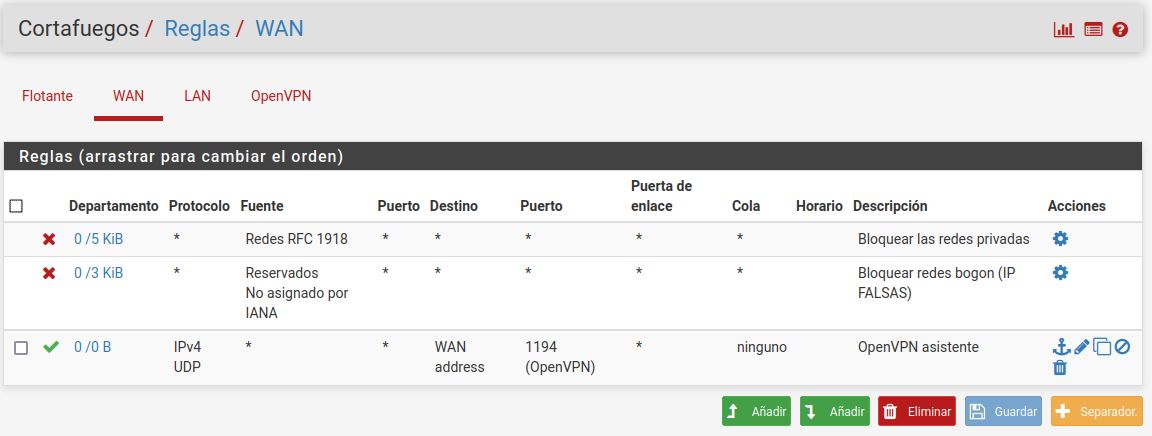 Cortafuegos / Reglas / WAN
Flotante WAN LAN OpenVPN
Reglas (arrastrar para cambiar el orden)
Departamento Protocolo Fuente Puerto Destino Puerto Puerta de enlace Cola Horario Descripción Acciones
0 /5 KiB * Redes RFC 1918 * * * * * Bloquear las redes privadas
0 /3 KiB * Reservados No asignado por IANA * * * * * Bloquear redes bogon (IP FALSAS)
0 /0 B IPv4 UDP * * WAN address 1194 (OpenVPN) * ninguno OpenVPN asistente
Añadir Añadir Eliminar Guardar Separador.